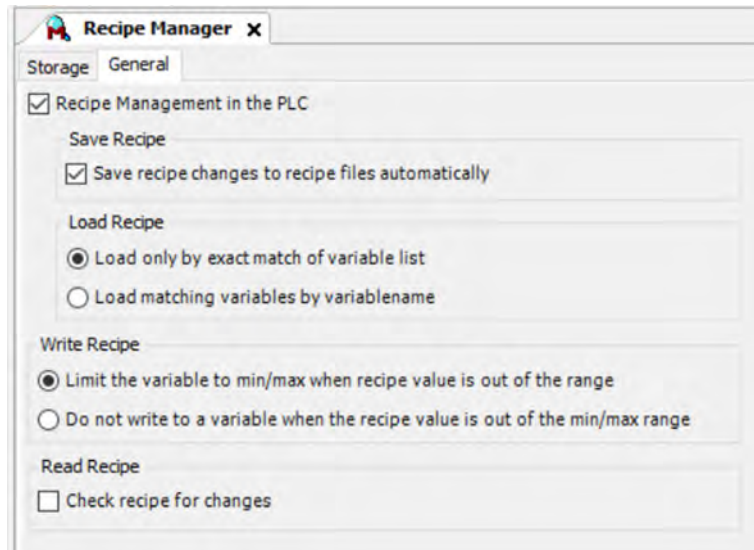 Recipe Manager x
Storage General
Recipe Management in the PLC
Save Recipe
Save recipe changes to recipe files automatically
Load Recipe
Load only by exact match of variable list
Load matching variables by variablename
Write Recipe
Limit the variable to min/max when recipe value is out of the range
Do not write to a variable when the recipe value is out of the min/max range
Read Recipe
Check recipe for changes